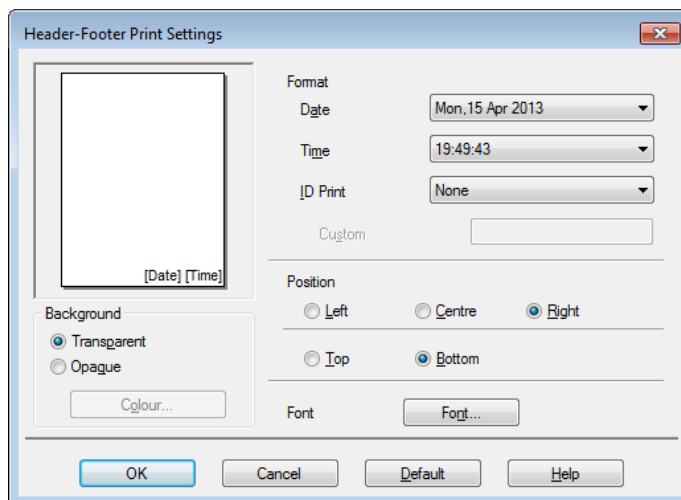 Header-Footer Print Settings
Format
Date
Mon,15 Apr 2013
Time
19:49:43
ID Print
None
Custom
[Date] [Time]
Position
Left
Centre
Right
Background
Transparent
Opaque
Colour...
Top
Bottom
Font
Font...
OK
Cancel
Default
Help